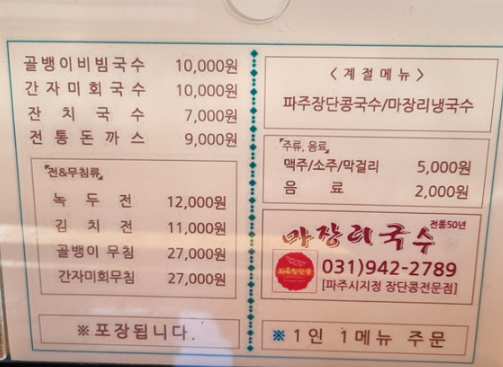 골뱅이비빔국수 10,000원
간자미회국수 10,000원
잔치국수 7,000원
전통돈까스 9,000원
『전&무침류』
녹두전 12,000원
김치전 11,000원
골뱅이 무침 27,000원
간자미회무침 27,000원
※포장됩니다.
〈계절메뉴〉
파주장단콩국수/마장리냉국수
『주류, 음료』
맥주/소주/막걸리 5,000원
음료 2,000원
전통50년
마장리국수
031)942-2789
[파주시지정 장단콩전문점]
※1인 1메뉴 주문